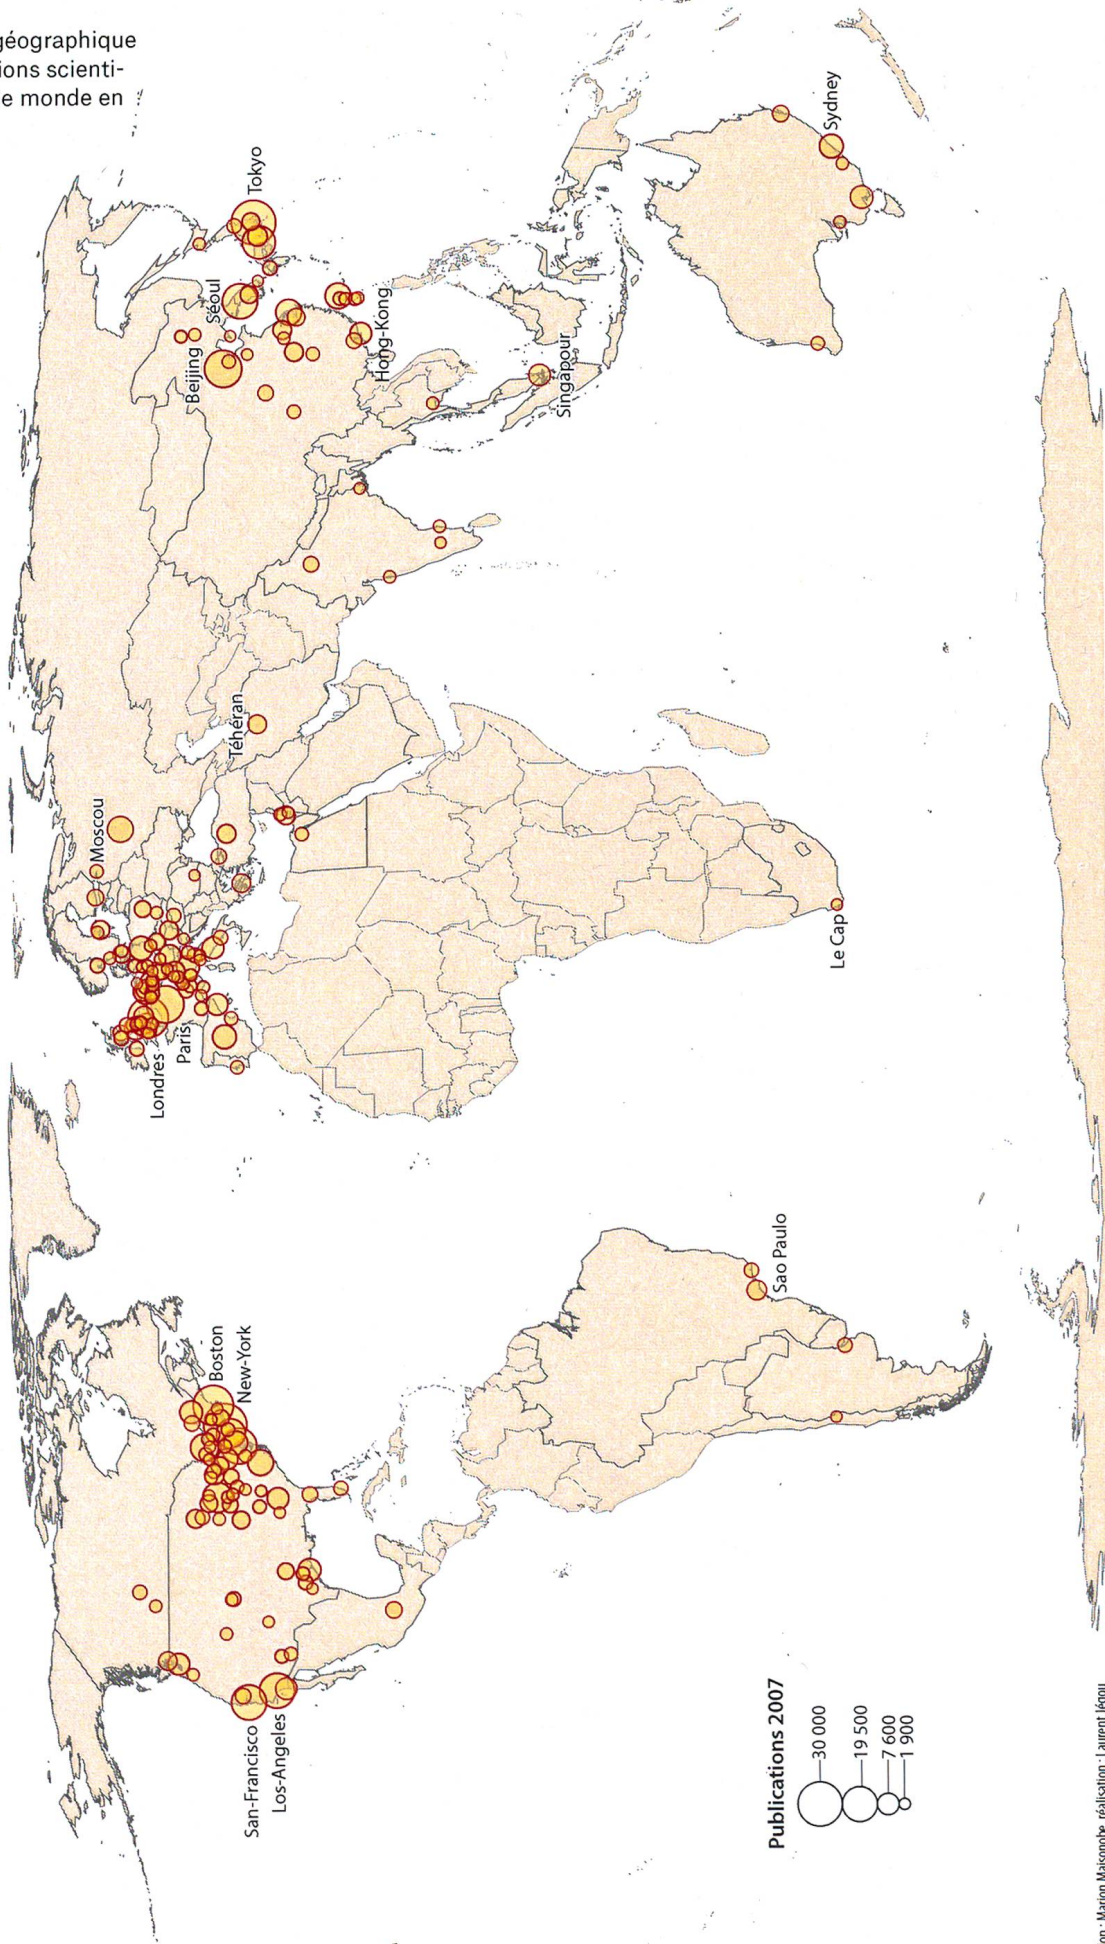 géographique
ions scienti-
e monde en
Tokyo
Séoul
Beijing
Hong-Kong
Singapour
Sydney
Téhéran
Moscou
Le Cap
Londres
Paris
Boston
New-York
Sao Paulo
San-Francisco
Los-Angeles
Publications 2007
30 000
19 500
7 600
1 900
on : Marion Maisonobe, réalisation : Laurent Jégou